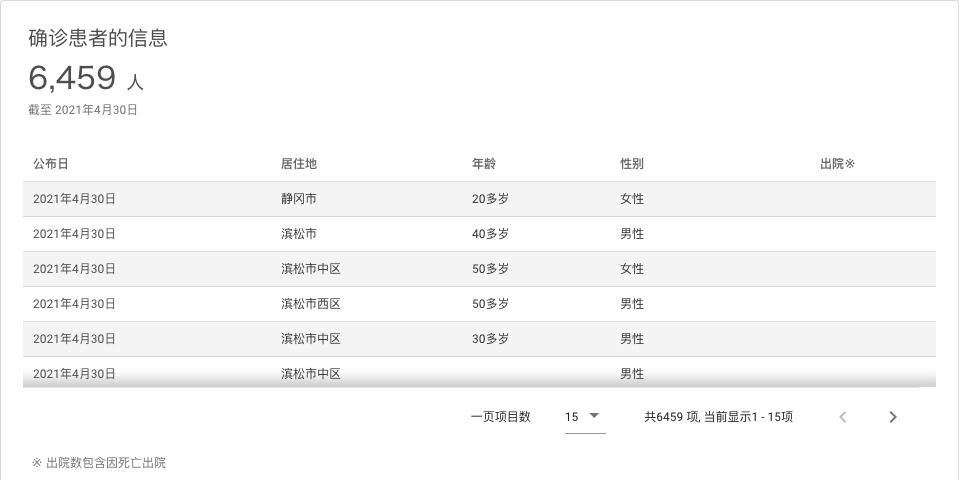 确诊患者的信息
6,459 人
截至 2021年4月30日
公布日 居住地 年龄 性别 出院※
2021年4月30日 静冈市 20多岁 女性
2021年4月30日 滨松市 40多岁 男性
2021年4月30日 滨松市中区 50多岁 女性
2021年4月30日 滨松市西区 50多岁 男性
2021年4月30日 滨松市中区 30多岁 男性
2021年4月30日 滨松市中区 男性
一页项目数 15 共6459 项, 当前显示1 - 15项
※ 出院数包含因死亡出院